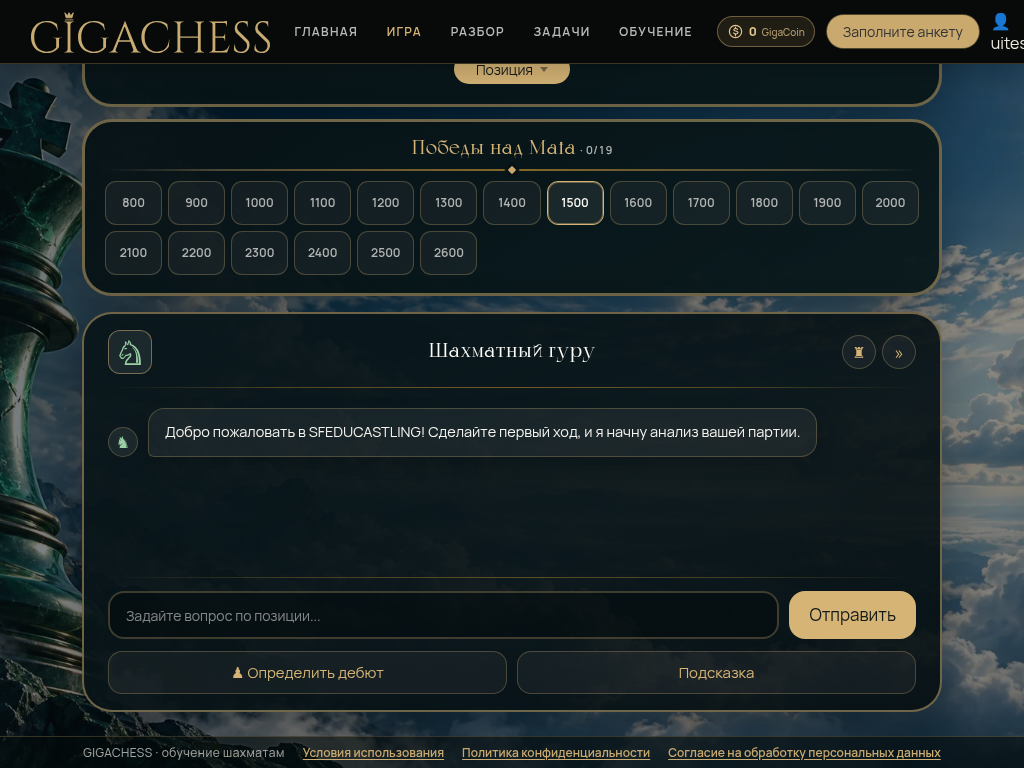 GIGACHESS ГЛАВНАЯ ИГРА РАЗБОР ЗАДАЧИ ОБУЧЕНИЕ 0 GigaCoin Заполните анкету
uites
Позиция
Победы над Maia · 0/19
800 900 1000 1100 1200 1300 1400 1500 1600 1700 1800 1900 2000
2100 2200 2300 2400 2500 2600
Шахматный гуру »
Добро пожаловать в SFEDUCASTLING! Сделайте первый ход, и я начну анализ вашей партии.
Задайте вопрос по позиции... Отправить
Определить дебют Подсказка
GIGACHESS · обучение шахматам Условия использования Политика конфиденциальности Согласие на обработку персональных данных